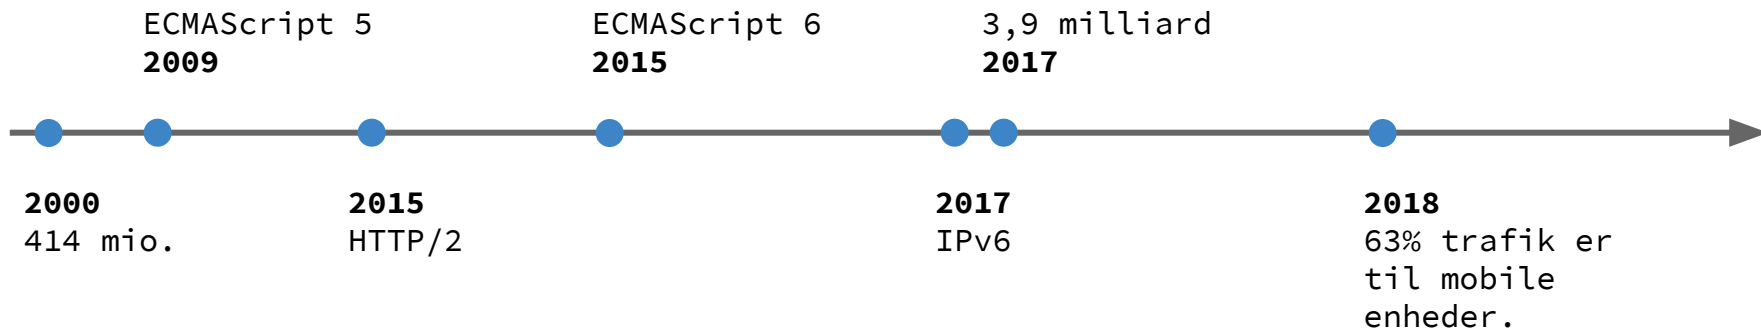 ECMAScript 5
2009
ECMAScript 6
2015
3,9 milliard
2017
2000
414 mio.
2015
HTTP/2
2017
IPv6
2018
63% trafik er
til mobile
enheder.